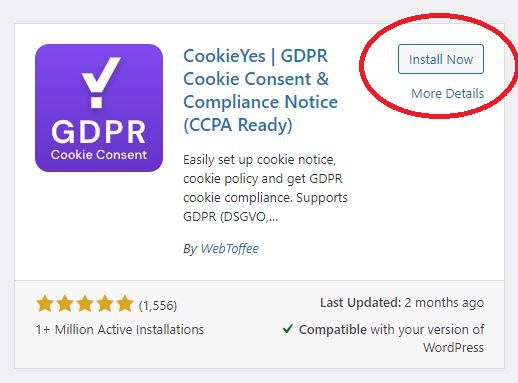 GDPR
Cookie Consent
CookieYes | GDPR
Cookie Consent &
Compliance Notice
(CCPA Ready)
Easily set up cookie notice,
cookie policy and get GDPR
cookie compliance. Supports
GDPR (DSGVO,...
By WebToffee
Install Now
More Details
(1,556)
1+ Million Active Installations
Last Updated: 2 months ago
Compatible with your version of
WordPress